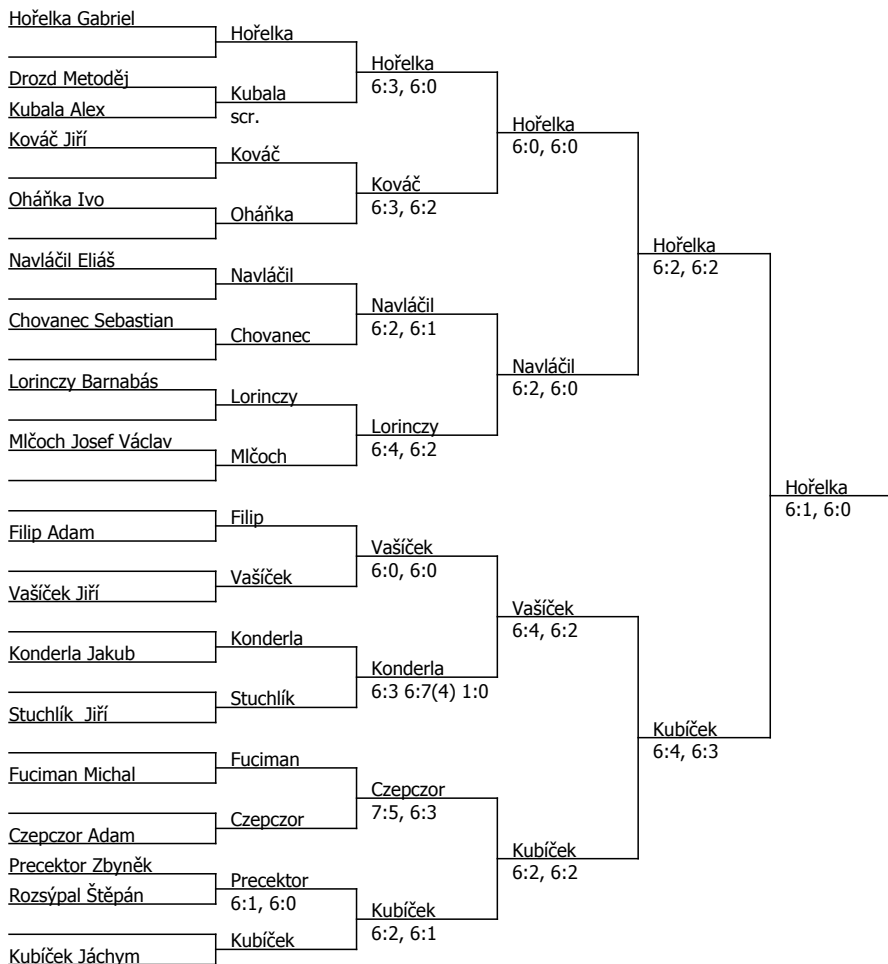 Hořelka Gabriel
Drozd Metoděj
Kubala Alex
Kováč Jiří
Oháňka Ivo
Navláčil Eliáš
Chovanec Sebastian
Lorinczy Barnabás
Mlčoch Josef Václav
Filip Adam
Vašíček Jiří
Konderla Jakub
Stuchlík  Jiří
Fuciman Michal
Czepczor Adam
Precektor Zbyněk
Rozsýpal Štěpán
Kubíček Jáchym
Hořelka
Kubala
scr.
Kováč
Oháňka
Navláčil
Chovanec
Lorinczy
Mlčoch
Filip
Vašíček
Konderla
Stuchlík
Fuciman
Czepczor
Precektor
6:1, 6:0
Kubíček
Hořelka
6:3, 6:0
Kováč
6:3, 6:2
Navláčil
6:2, 6:1
Lorinczy
6:4, 6:2
Vašíček
6:0, 6:0
Konderla
6:3 6:7(4) 1:0
Czepczor
7:5, 6:3
Kubíček
6:2, 6:1
Hořelka
6:0, 6:0
Navláčil
6:2, 6:0
Vašíček
6:4, 6:2
Kubíček
6:2, 6:2
Hořelka
6:2, 6:2
Kubíček
6:4, 6:3
Hořelka
6:1, 6:0